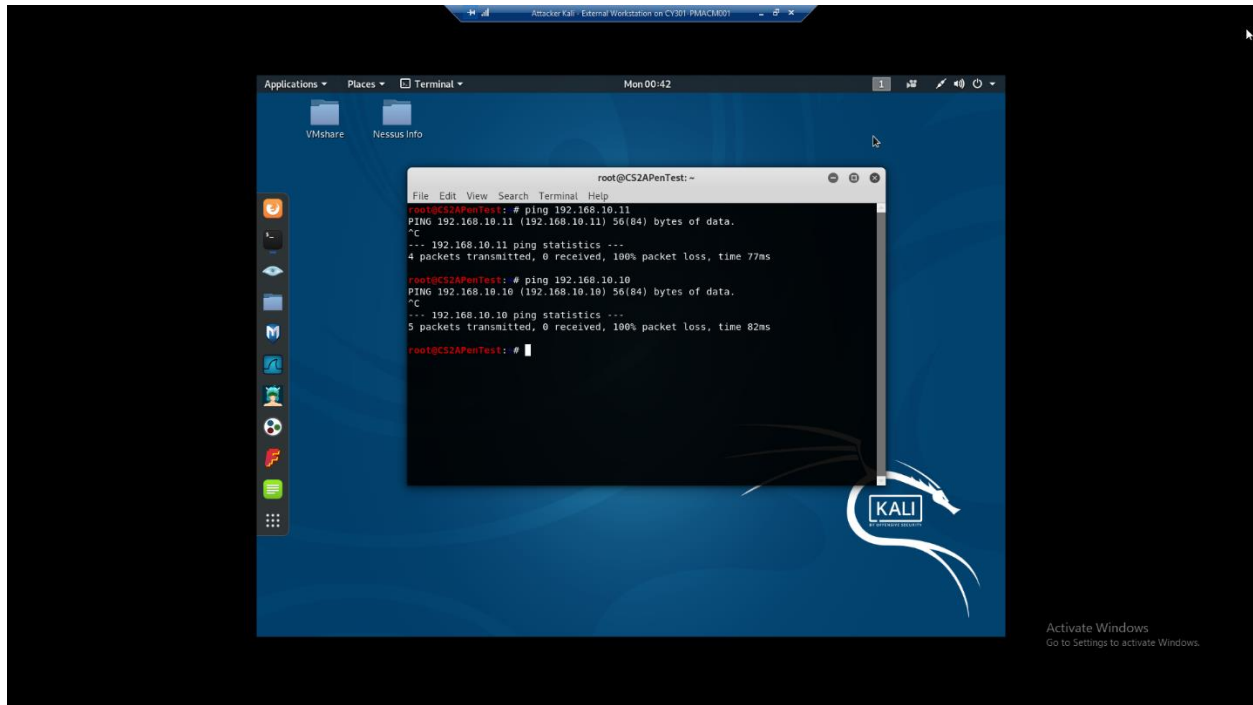 Attacker Kali - External Workstation on CY301-PMACM001
Applications Places Terminal Mon 00:42 1
VMshare Nessus Info
root@CS2APenTest: ~
File Edit View Search Terminal Help
root@CS2APenTest:~# ping 192.168.10.11
PING 192.168.10.11 (192.168.10.11) 56(84) bytes of data.
^C
--- 192.168.10.11 ping statistics ---
4 packets transmitted, 0 received, 100% packet loss, time 77ms
root@CS2APenTest:~# ping 192.168.10.10
PING 192.168.10.10 (192.168.10.10) 56(84) bytes of data.
^C
--- 192.168.10.10 ping statistics ---
5 packets transmitted, 0 received, 100% packet loss, time 82ms
root@CS2APenTest:~#
KALI
BY OFFENSIVE SECURITY
Activate Windows
Go to Settings to activate Windows.